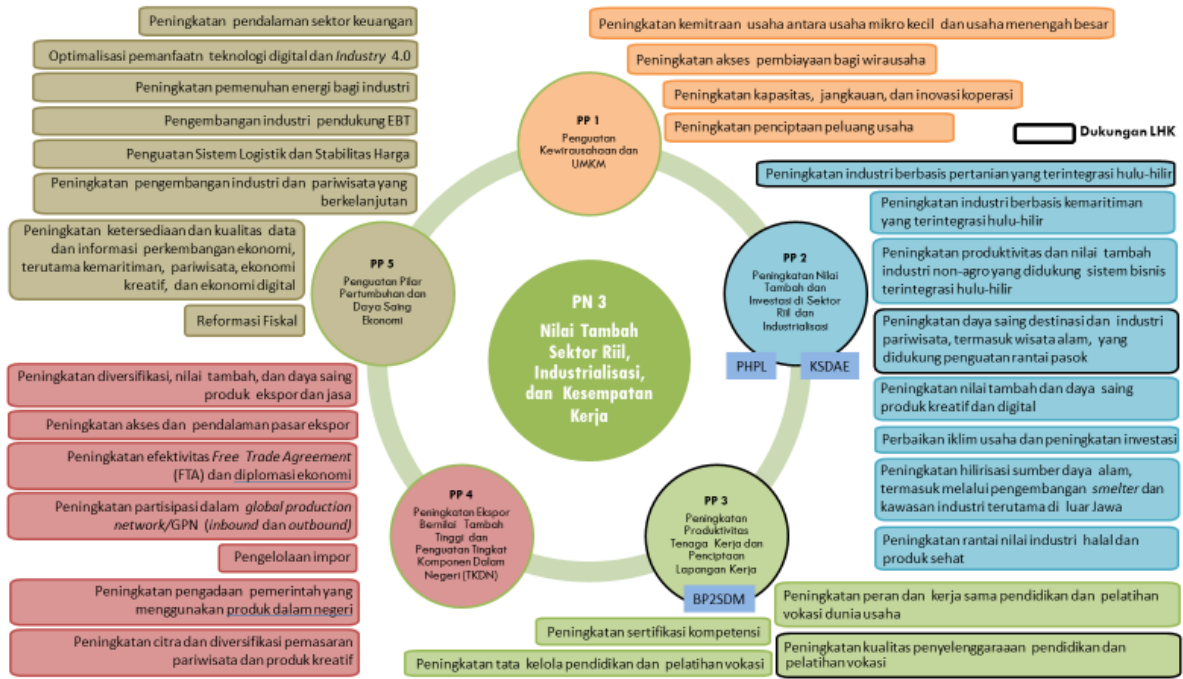 Peningkatan pendalaman sektor keuangan
Optimalisasi pemanfaatn teknologi digital dan Industry 4.0
Peningkatan pemenuhan energi bagi industri
Pengembangan industri pendukung EBT
Penguatan Sistem Logistik dan Stabilitas Harga
Peningkatan pengembangan industri dan pariwisata yang
berkelanjutan
Peningkatan ketersediaan dan kualitas data
dan informasi perkembangan ekonomi,
terutama kemaritiman, pariwisata, ekonomi
kreatif, dan ekonomi digital
Reformasi Fiskal
PP 5
Penguatan Pilar
Pertumbuhan dan
Daya Saing
Ekonomi
Peningkatan kemitraan usaha antara usaha mikro kecil dan usaha menengah besar
Peningkatan akses pembiayaan bagi wirausaha
Peningkatan kapasitas, jangkauan, dan inovasi koperasi
Peningkatan penciptaan peluang usaha
PP 1
Penguatan
Kewirausahaan dan
UMKM
Dukungan LHK
Peningkatan industri berbasis pertanian yang terintegrasi hulu-hilir
Peningkatan industri berbasis kemaritiman
yang terintegrasi hulu-hilir
Peningkatan produktivitas dan nilai tambah
industri non-agro yang didukung sistem bisnis
terintegrasi hulu-hilir
Peningkatan daya saing destinasi dan industri
pariwisata, termasuk wisata alam, yang
didukung penguatan rantai pasok
Peningkatan nilai tambah dan daya saing
produk kreatif dan digital
Perbaikan iklim usaha dan peningkatan investasi
Peningkatan hilirisasi sumber daya alam,
termasuk melalui pengembangan smelter dan
kawasan industri terutama di luar Jawa
Peningkatan rantai nilai industri halal dan
produk sehat
PP 2
Peningkatan Nilai
Tambah dan
Investasi di Sektor
Riil dan
Industrialisasi
PHPL
KSDAE
PN 3
Nilai Tambah
Sektor Riil,
Industrialisasi,
dan Kesempatan
Kerja
Peningkatan diversifikasi, nilai tambah, dan daya saing
produk ekspor dan jasa
Peningkatan akses dan pendalaman pasar ekspor
Peningkatan efektivitas Free Trade Agreement
(FTA) dan diplomasi ekonomi
Peningkatan partisipasi dalam global production
network/GPN (inbound dan outbound)
Pengelolaan impor
Peningkatan pengadaan pemerintah yang
menggunakan produk dalam negeri
Peningkatan citra dan diversifikasi pemasaran
pariwisata dan produk kreatif
PP 4
Peningkatan Ekspor
Bernilai Tambah
Tinggi dan
Penguatan Tingkat
Komponen Dalam
Negeri (TKDN)
PP 3
Peningkatan
Produktivitas
Tenaga Kerja dan
Penciptaan
Lapangan Kerja
BP2SDM
Peningkatan peran dan kerja sama pendidikan dan pelatihan
vokasi dunia usaha
Peningkatan sertifikasi kompetensi
Peningkatan tata kelola pendidikan dan pelatihan vokasi
Peningkatan kualitas penyelenggaraaan pendidikan dan
pelatihan vokasi